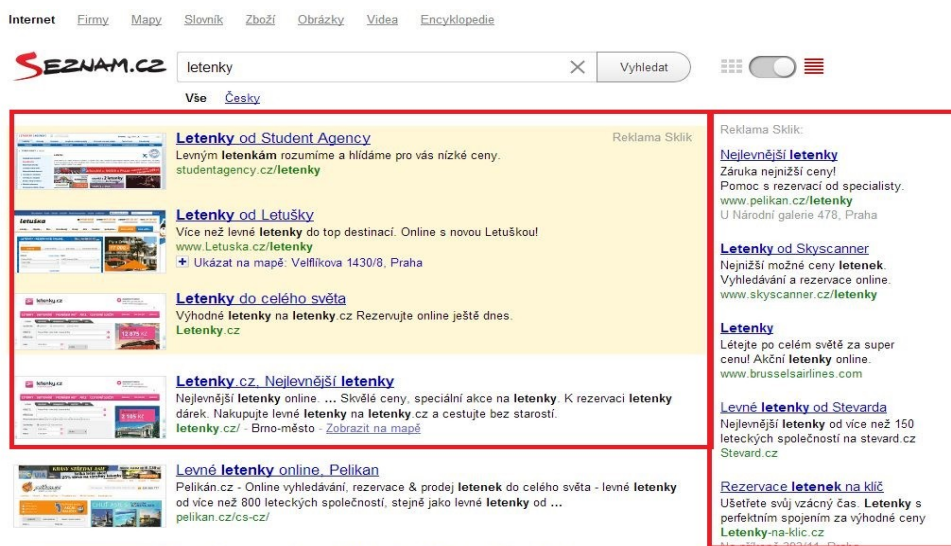 Internet Firmy Mapy Slovník Zboží Obrázky Videa Encyklopedie
SEZNAM.CZ
letenky
Vyhledat
Vše Česky
Letenky od Student Agency
Reklama Sklik
Levným letenkám rozumíme a hlídáme pro vás nízké ceny.
studentagency.cz/letenky
Letenky od Letušky
Více než levné letenky do top destinací. Online s novou Letuškou!
www.Letuska.cz/letenky
Ukázat na mapě: Velflíkova 1430/8, Praha
Letenky do celého světa
Výhodné letenky na letenky.cz Rezervujte online ještě dnes.
Letenky.cz
Letenky.cz, Nejlevnější letenky
Nejlevnější letenky online. ... Skvělé ceny, speciální akce na letenky. K rezervaci letenky
dárek. Nakupujte levné letenky na letenky.cz a cestujte bez starostí.
letenky.cz/ - Brno-město - Zobrazit na mapě
Levné letenky online, Pelikan
Pelikán.cz - Online vyhledávání, rezervace & prodej letenek do celého světa - levné letenky
od více než 800 leteckých společností, stejně jako levné letenky od ...
pelikan.cz/cs-cz/
Reklama Sklik:
Nejlevnější letenky
Záruka nejnižší ceny!
Pomoc s rezervací od specialisty.
www.pelikan.cz/letenky
U Národní galerie 478, Praha
Letenky od Skyscanner
Nejnižší možné ceny letenek.
Vyhledávání a rezervace online.
www.skyscanner.cz/letenky
Letenky
Létejte po celém světě za super
cenu! Akční letenky online.
www.brusselsairlines.com
Levné letenky od Stevarda
Nejlevnější letenky od více než 150
leteckých společností na stevard.cz
Stevard.cz
Rezervace letenek na klíč
Ušetřete svůj vzácný čas. Letenky s
perfektním spojením za výhodné ceny
Letenky-na-klic.cz